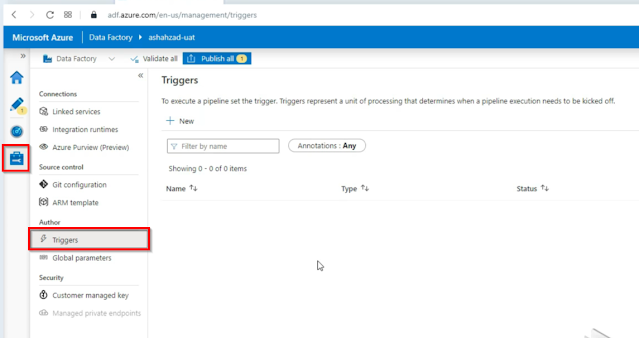 adf.azure.com/en-us/management/triggers
Microsoft Azure Data Factory ashahzad-uat
Data Factory Validate all Publish all 1
Triggers
To execute a pipeline set the trigger. Triggers represent a unit of processing that determines when a pipeline execution needs to be kicked off.
New
Filter by name Annotations : Any
Showing 0 - 0 of 0 items
Name Type Status
Connections
Linked services
Integration runtimes
Azure Purview (Preview)
Source control
Git configuration
ARM template
Author
Triggers
Global parameters
Security
Customer managed key
Managed private endpoints